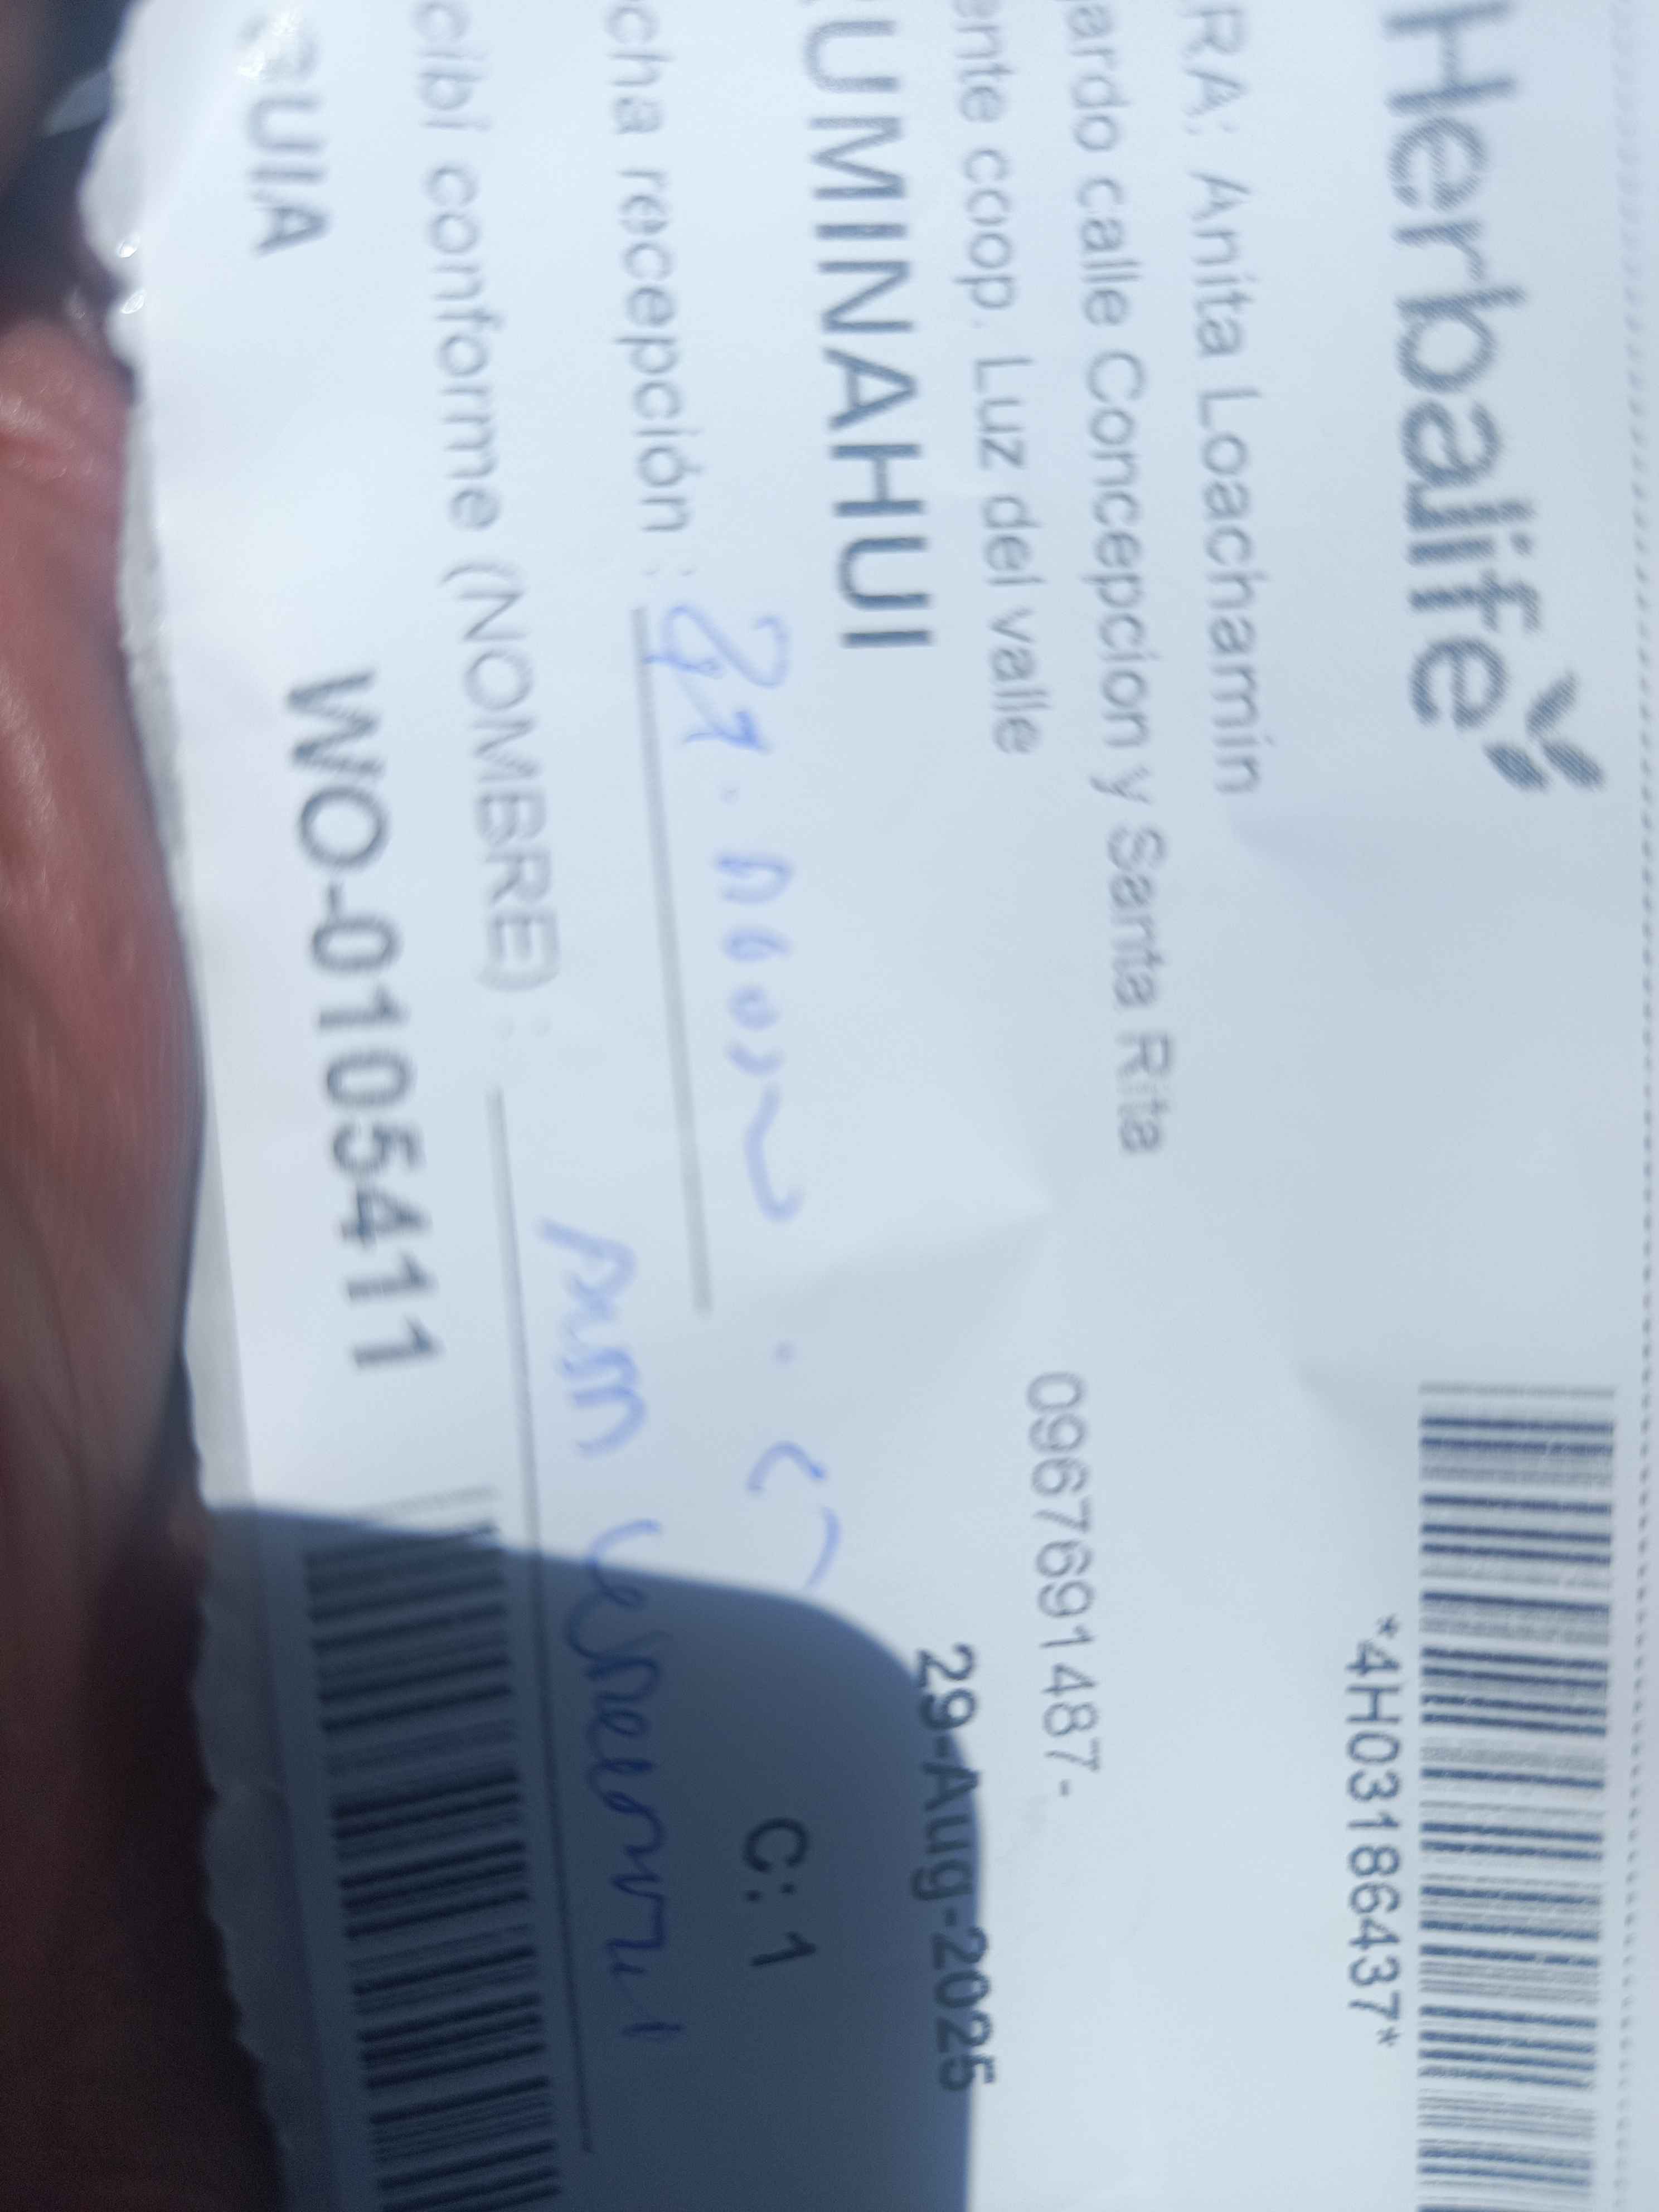 Herbalife
*4H03186437*
RA: Anita Loachamin
ardo calle Concepcion y Santa Rita
ente coop. Luz del valle
0967691487-
UMINAHUI
29-Aug-2025
cha recepción :
C: 1
cibí conforme (NOMBRE) :
RUIA
WO-0105411